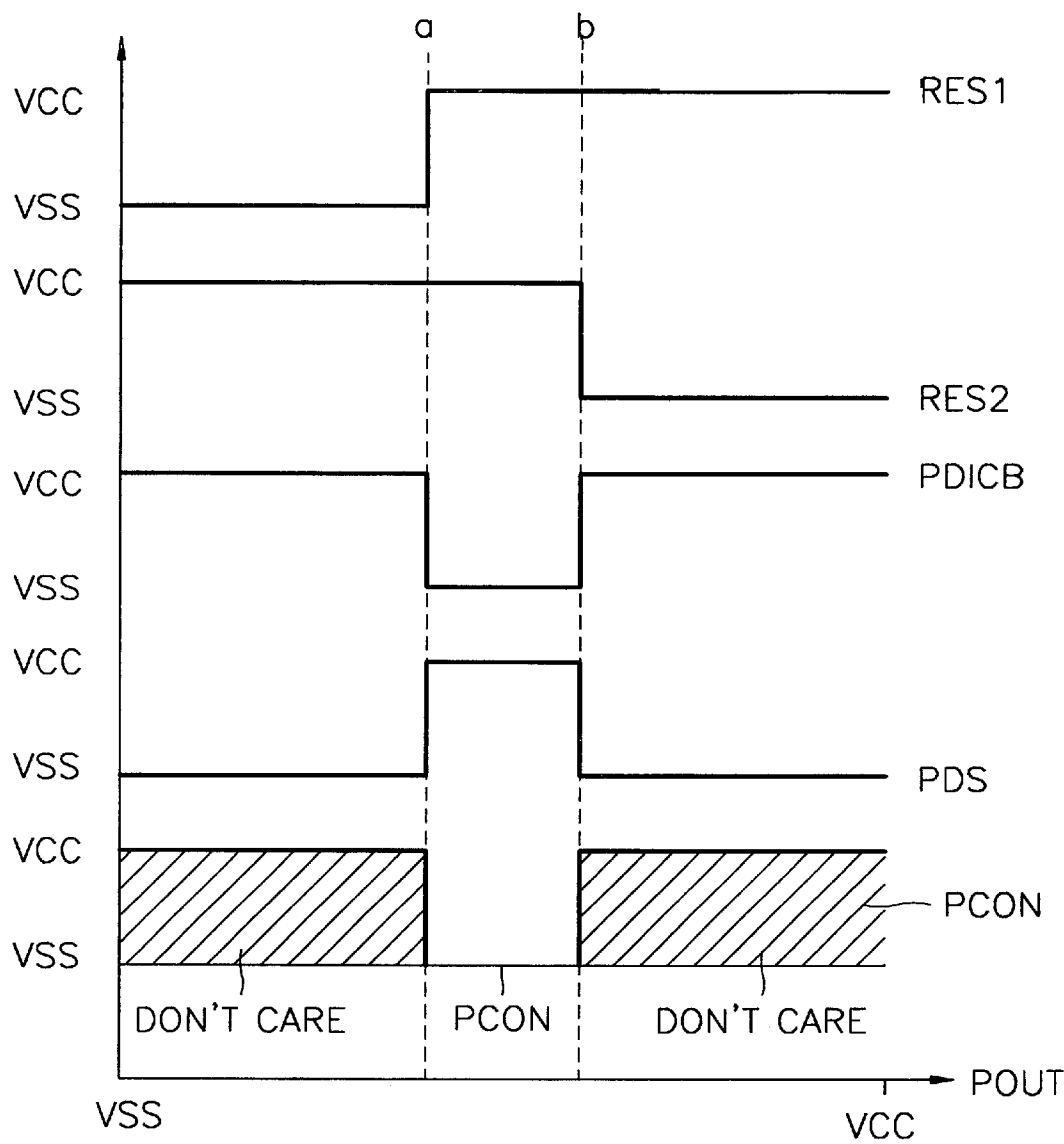 a b
VCC RES1
VSS
VCC
VSS RES2
VCC PDICB
VSS
VCC
VSS PDS
VCC
PCON
VSS
DON'T CARE PCON DON'T CARE
POUT
VSS VCC